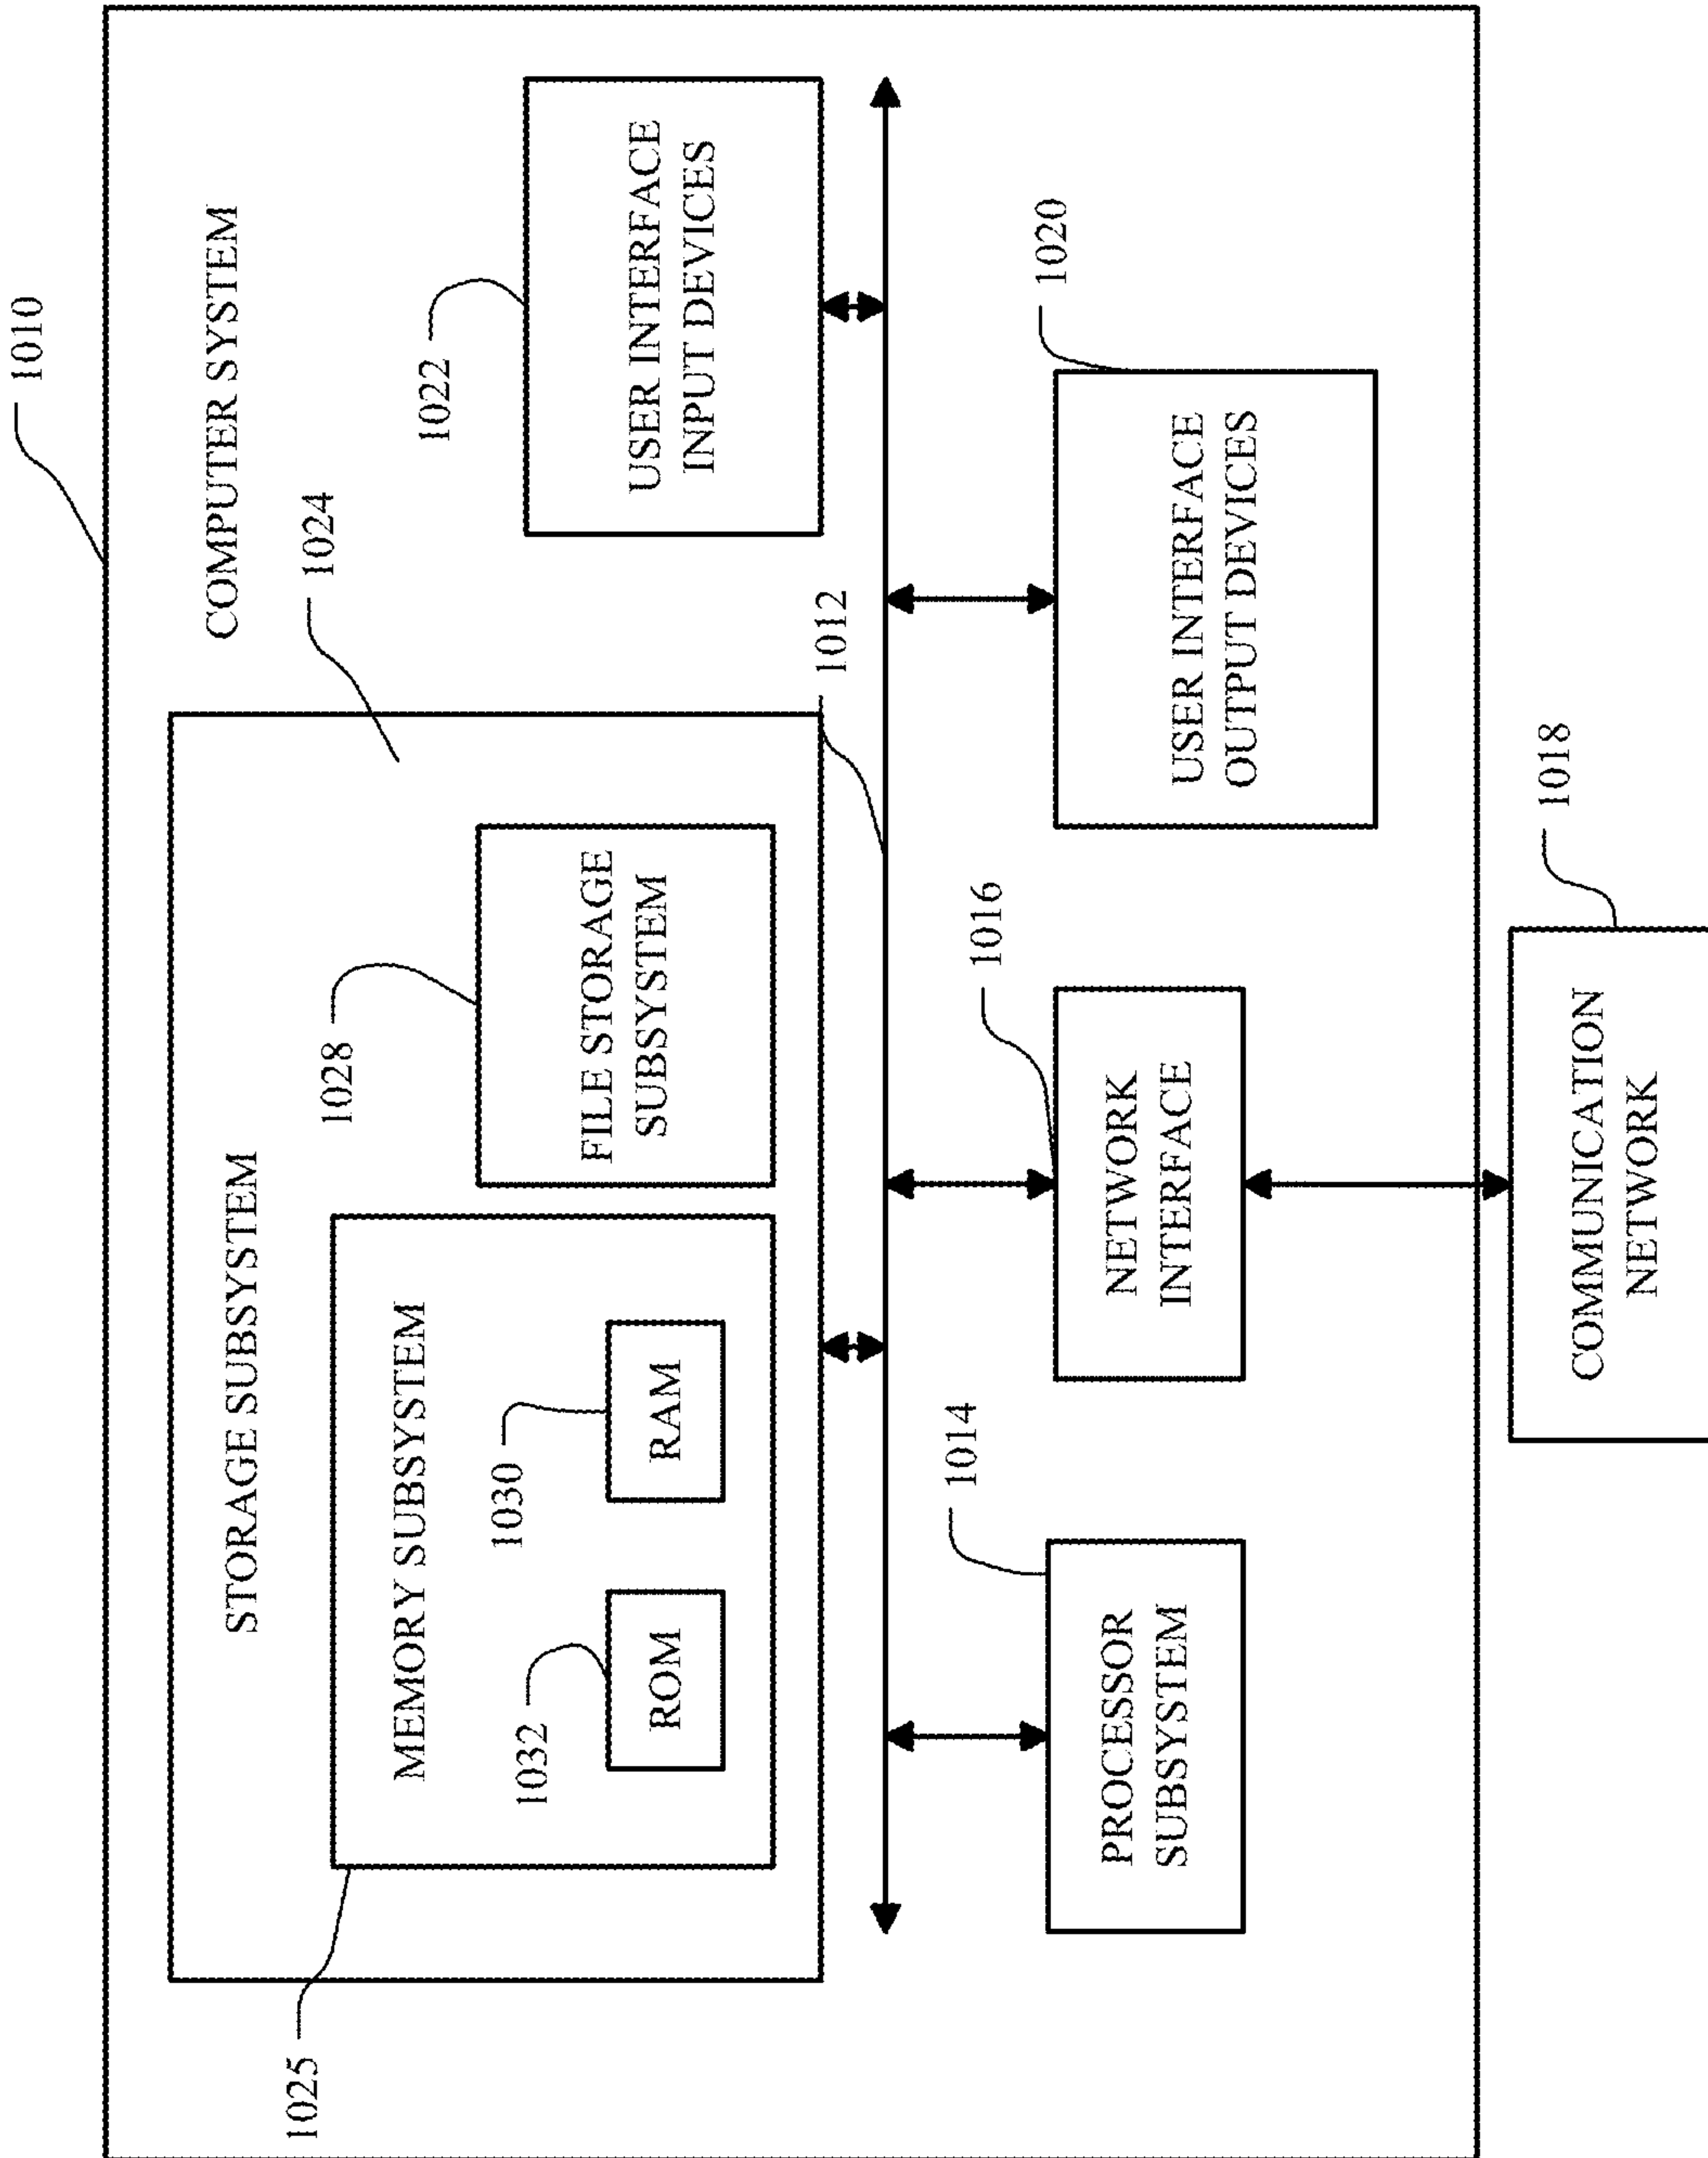 1010
COMPUTER SYSTEM
STORAGE SUBSYSTEM
1024
1025
MEMORY SUBSYSTEM
1028
1022
1032
ROM
1030
RAM
FILE STORAGE
SUBSYSTEM
USER INTERFACE
INPUT DEVICES
1012
1014
PROCESSOR
SUBSYSTEM
1016
NETWORK
INTERFACE
1020
USER INTERFACE
OUTPUT DEVICES
1018
COMMUNICATION
NETWORK